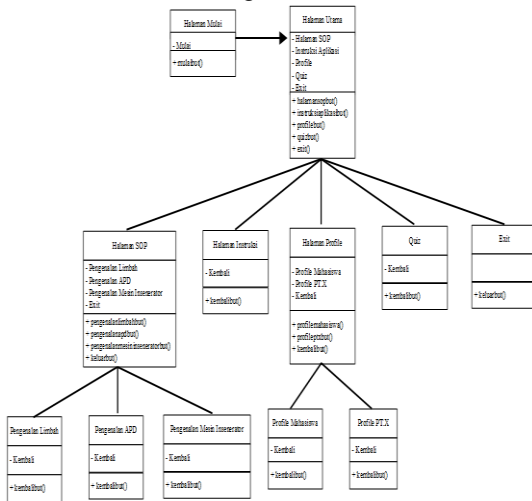 Halaman Mulai
- Mulai
+ mulaibut()
Halaman Utama
- Halaman SOP
- Instruksi Aplikasi
- Profile
- Quiz
- Exit
+ halamansopbut()
+ instruksiaplikasibut()
+ profilebut()
+ quizbut()
+ exit()
Halaman SOP
- Pengenalan Limbah
- Pengenalan APD
- Pengenalan Mesin Insenerator
- Exit
+ pengenalanlimbahbut()
+ pengenalanapdbut()
+ pengenalanmesininseneratorbut()
+ keluarbut()
Halaman Instruksi
- Kembali
+ kembalibut()
Halaman Profile
- Profile Mahasiswa
- Profile PT.X
- Kembali
+ profilemahasiswa()
+ profileptxbut()
+ kembalibut()
Quiz
- Kembali
+ kembalibut()
Exit
+ keluarbut()
Pengenalan Limbah
- Kembali
+ kembalibut()
Pengenalan APD
- Kembali
+ kembalibut()
Pengenalan Mesin Insenerator
- Kembali
+ kembalibut()
Profile Mahasiswa
- Kembali
+ kembalibut()
Profile PT.X
- Kembali
+ kembalibut()